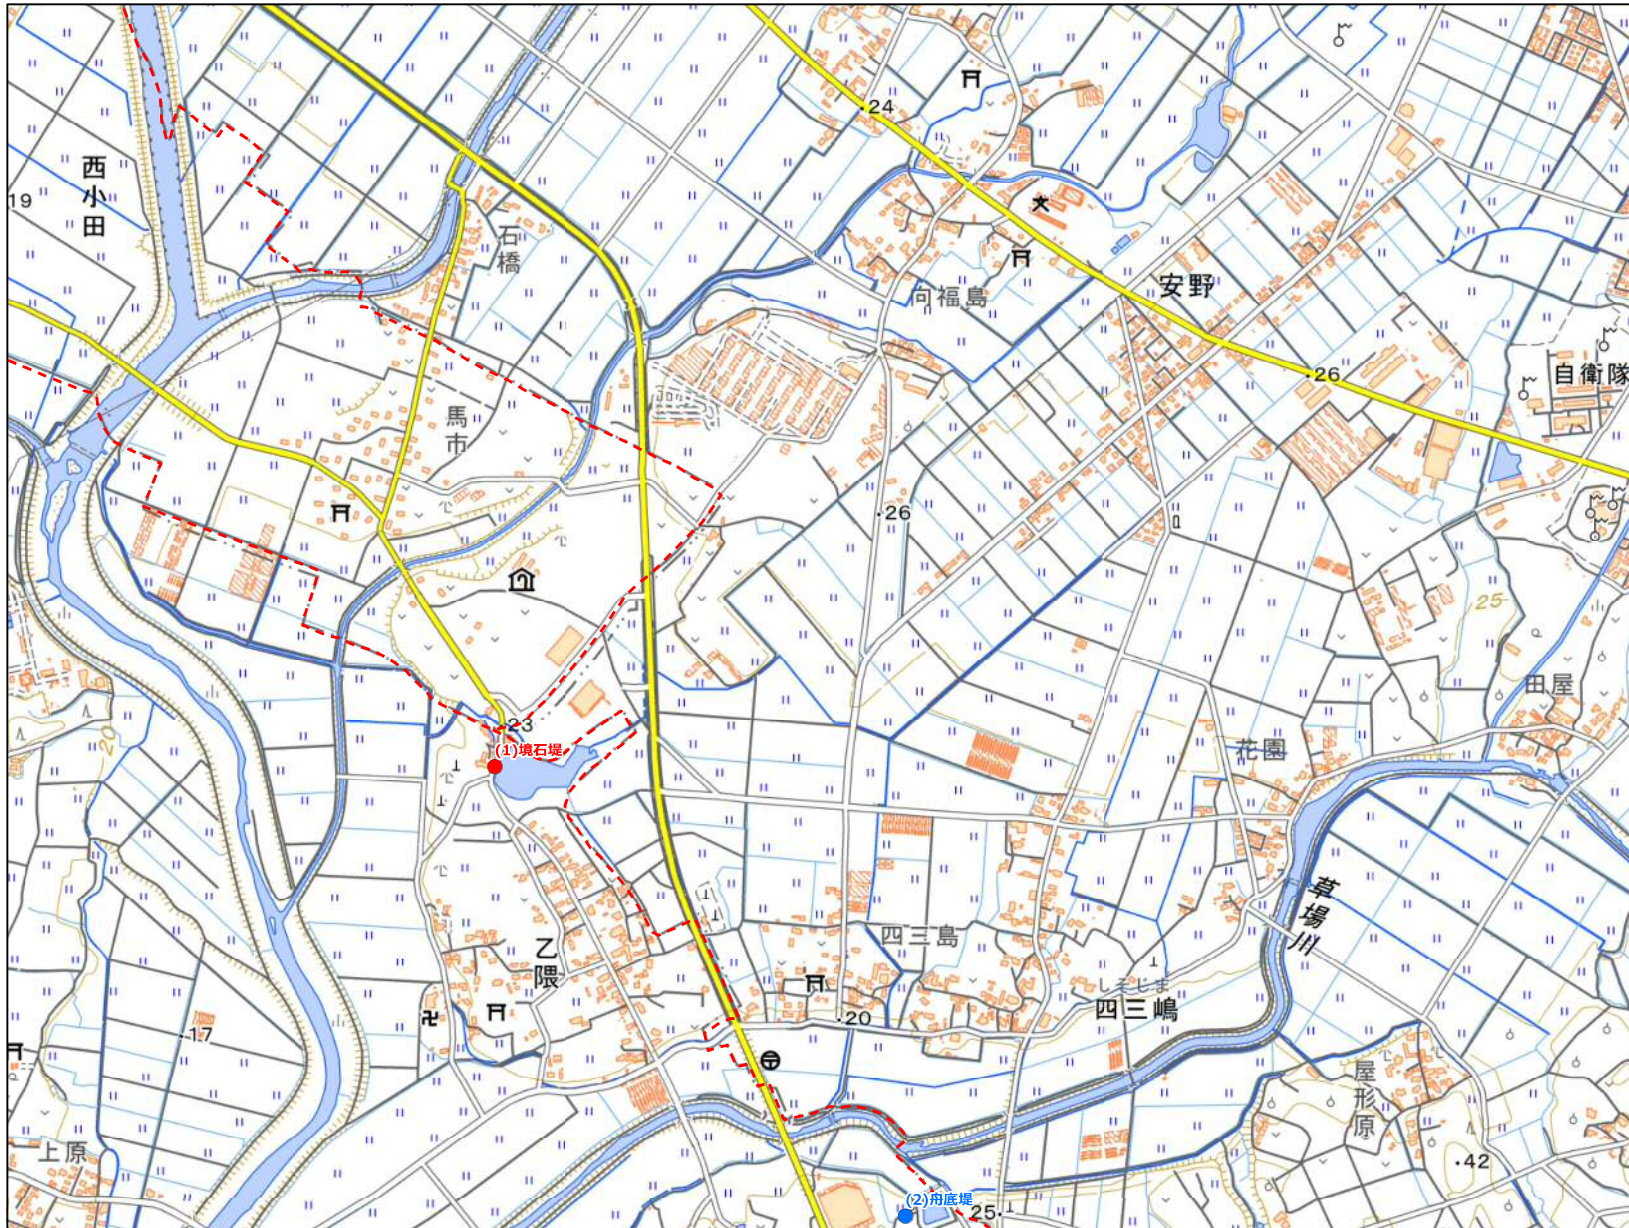 24
西小田
19
石橋
向福島
安野
26
自衛隊
馬市
26
25
田屋
20
23
(1)境石堤
花園
草場川
乙隈
四三島
しそじま
四三嶋
20
17
屋形原
上原
42
(2)舟底堤
25